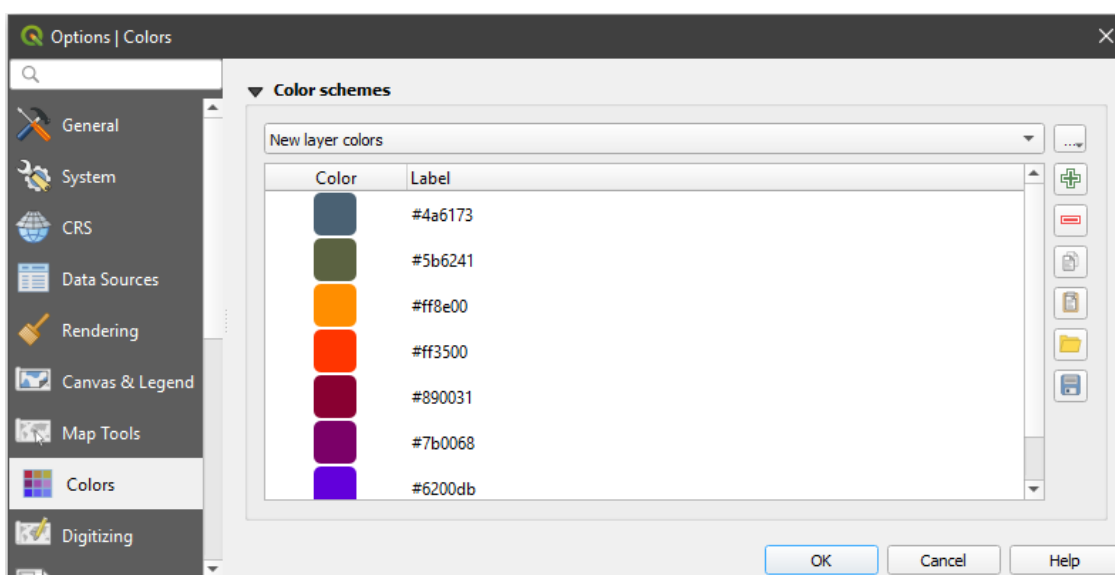 Options | Colors
General
System
CRS
Data Sources
Rendering
Canvas & Legend
Map Tools
Colors
Digitizing
Color schemes
New layer colors
...
Color Label
#4a6173
#5b6241
#ff8e00
#ff3500
#890031
#7b0068
#6200db
OK Cancel Help